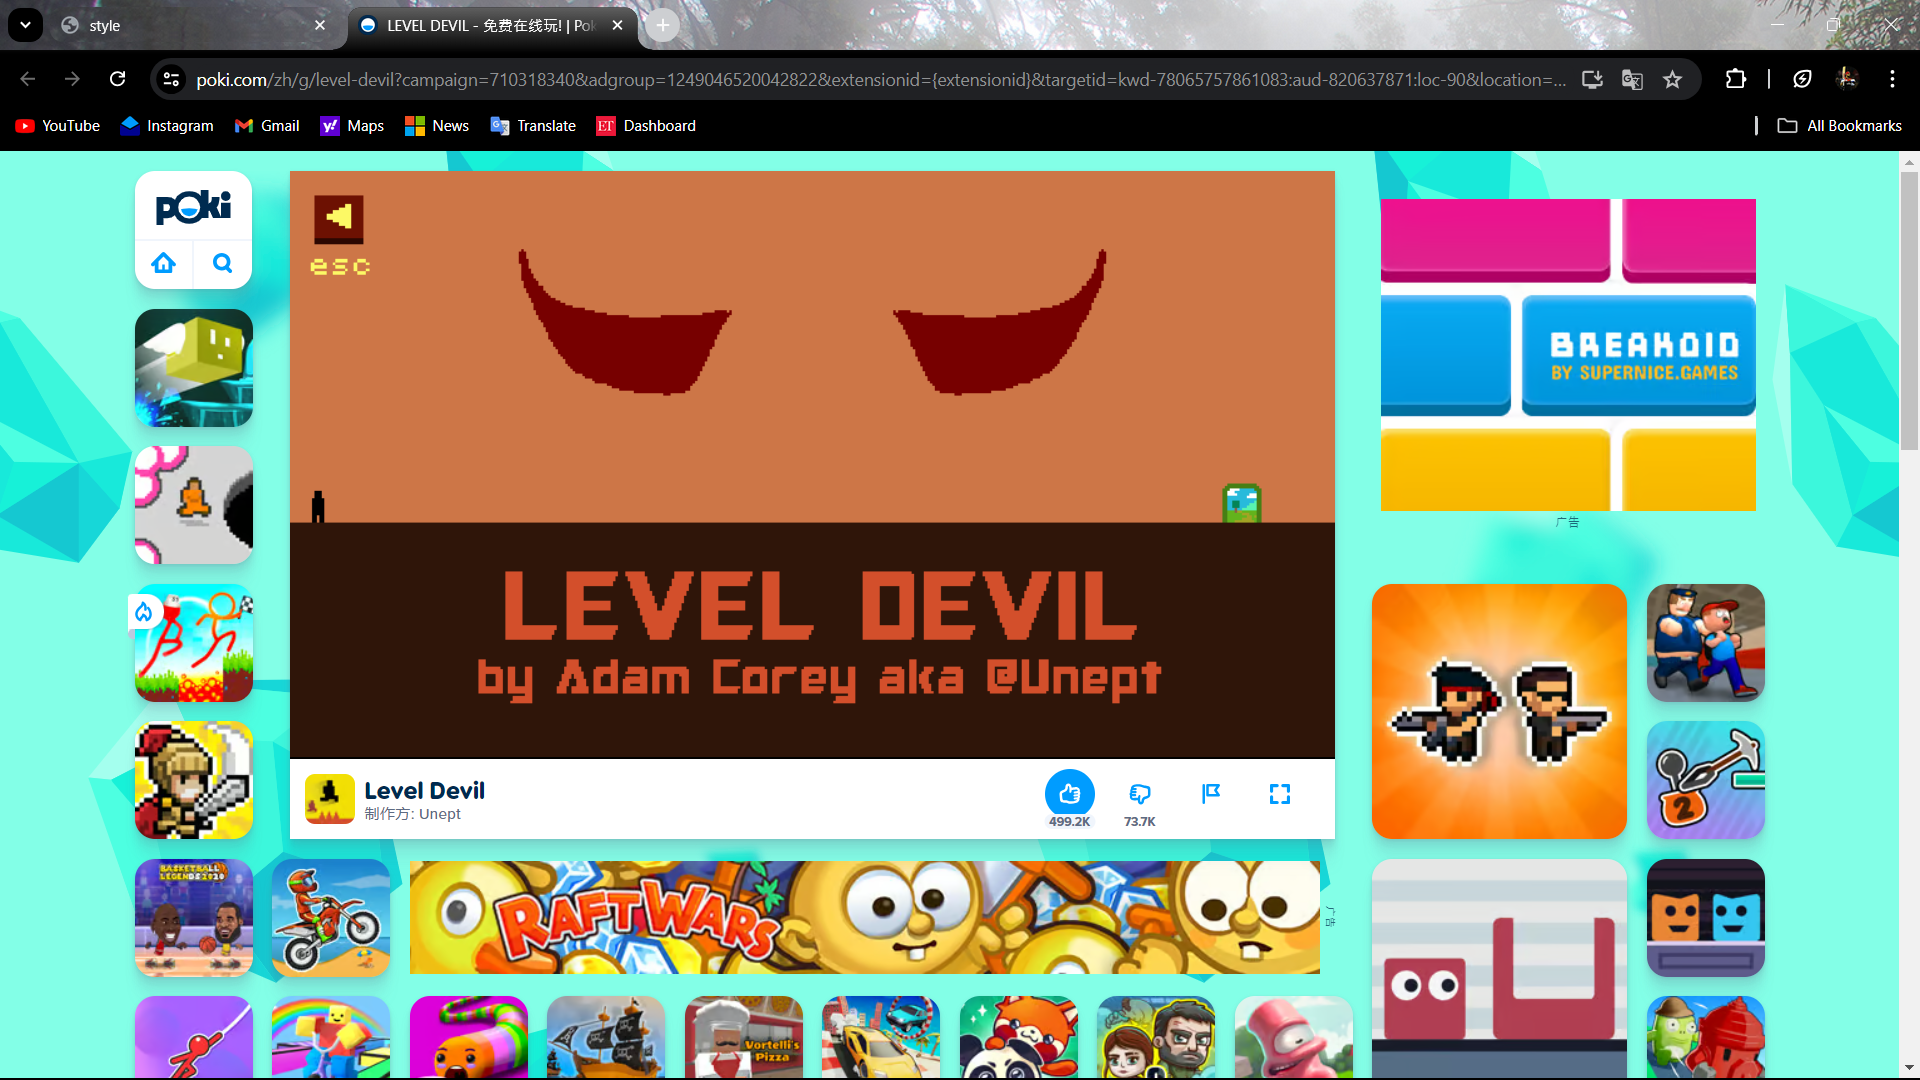 style
LEVEL DEVIL - 免费在线玩! | Pok
poki.com/zh/g/level-devil?campaign=710318340&adgroup=1249046520042822&extensionid={extensionid}&targetid=kwd-78065757861083:aud-820637871:loc-90&location=...
YouTube
Instagram
Gmail
Maps
News
Translate
Dashboard
All Bookmarks
poki
esc
BREAKOID
BY SUPERNICE.GAMES
广告
LEVEL DEVIL
by Adam Corey aka @Unept
Level Devil
制作方: Unept
499.2K
73.7K
2
BASKETBALL
LEGENDS 2020
RAFT WARS
广告
Vortelli's
Pizza